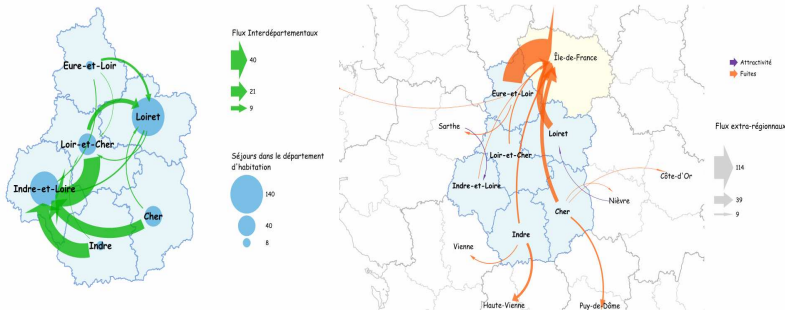 Flux Interdépartementaux
40
21
9
Eure-et-Loir
Loiret
Loir-et-Cher
Indre-et-Loire
Cher
Indre
Séjours dans le département
d'habitation
140
40
8
Île-de-France
Eure-et-Loir
Sarthe
Loiret
Loir-et-Cher
Indre-et-Loire
Côte-d'Or
Nièvre
Cher
Indre
Vienne
Haute-Vienne
Puy-de-Dôme
Attractivité
Fuites
Flux extra-régionnaux
114
39
9